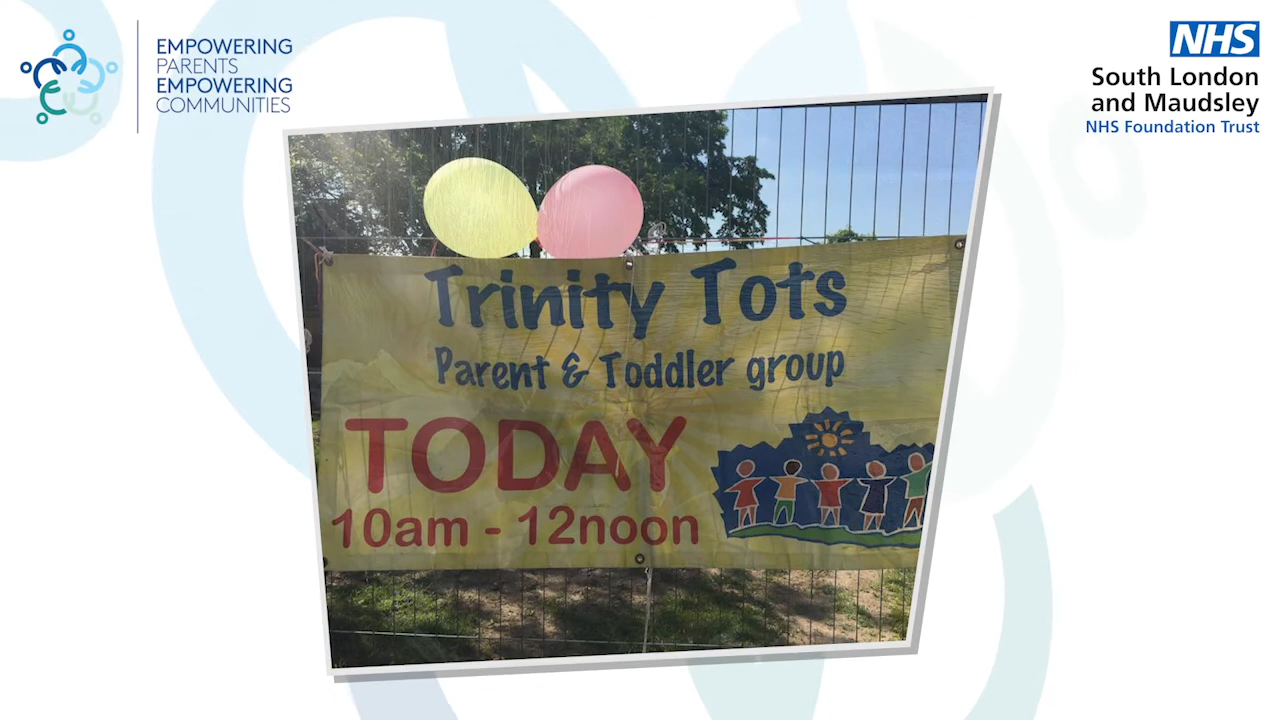 EMPOWERING
PARENTS
EMPOWERING
COMMUNITIES
NHS
South London
and Maudsley
NHS Foundation Trust
Trinity Tots
Parent & Toddler group
TODAY
10am - 12noon